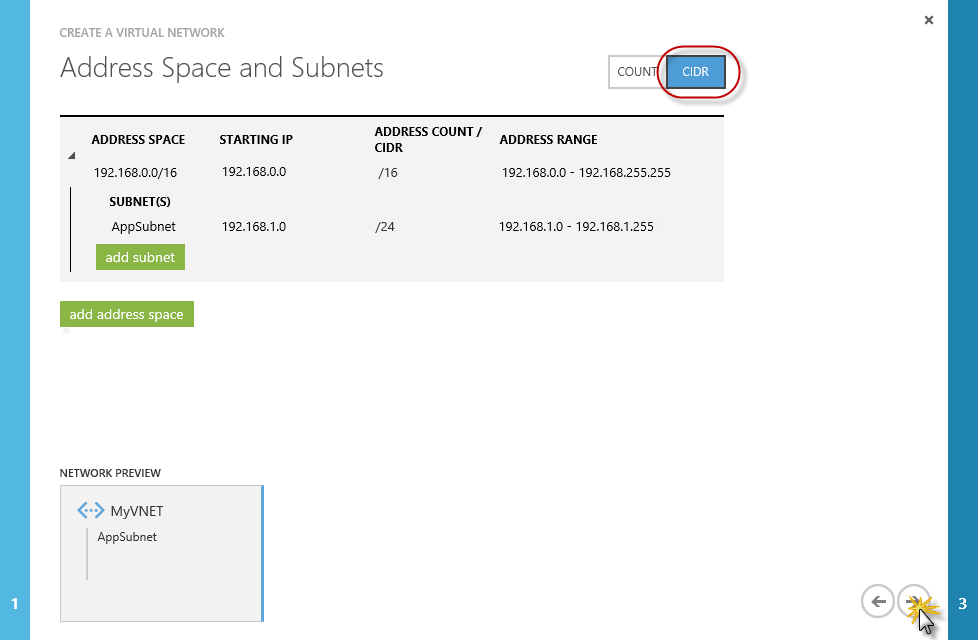 CREATE A VIRTUAL NETWORK
Address Space and Subnets
COUNT CIDR
ADDRESS SPACE STARTING IP ADDRESS COUNT / CIDR ADDRESS RANGE
192.168.0.0/16 192.168.0.0 /16 192.168.0.0 - 192.168.255.255
SUBNET(S)
AppSubnet 192.168.1.0 /24 192.168.1.0 - 192.168.1.255
add subnet
add address space
NETWORK PREVIEW
MyVNET
AppSubnet
1
3